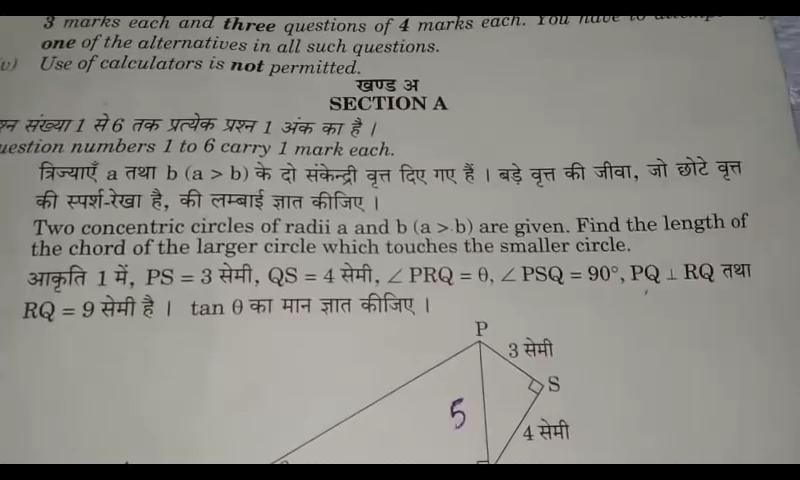 3 marks each and three questions of 4 marks each. You have to
one of the alternatives in all such questions.
Use of calculators is not permitted.
खण्ड अ
SECTION A
संख्या 1 से 6 तक प्रत्येक प्रश्न 1 अंक का है ।
numbers 1 to 6 carry 1 mark each.
त्रिज्याएँ a तथा b (a > b) के दो संकेन्द्री वृत्त दिए गए हैं । बड़े वृत्त की जीवा, जो छोटे वृत्त
की स्पर्श-रेखा है, की लम्बाई ज्ञात कीजिए ।
Two concentric circles of radii a and b (a > b) are given. Find the length of
the chord of the larger circle which touches the smaller circle.
आकृति 1 में, PS = 3 सेमी, QS = 4 सेमी, ∠ PRQ = θ, ∠ PSQ = 90°, PQ ⊥ RQ तथा
RQ = 9 सेमी है । tan θ का मान ज्ञात कीजिए ।
P
3 सेमी
S
5
4 सेमी